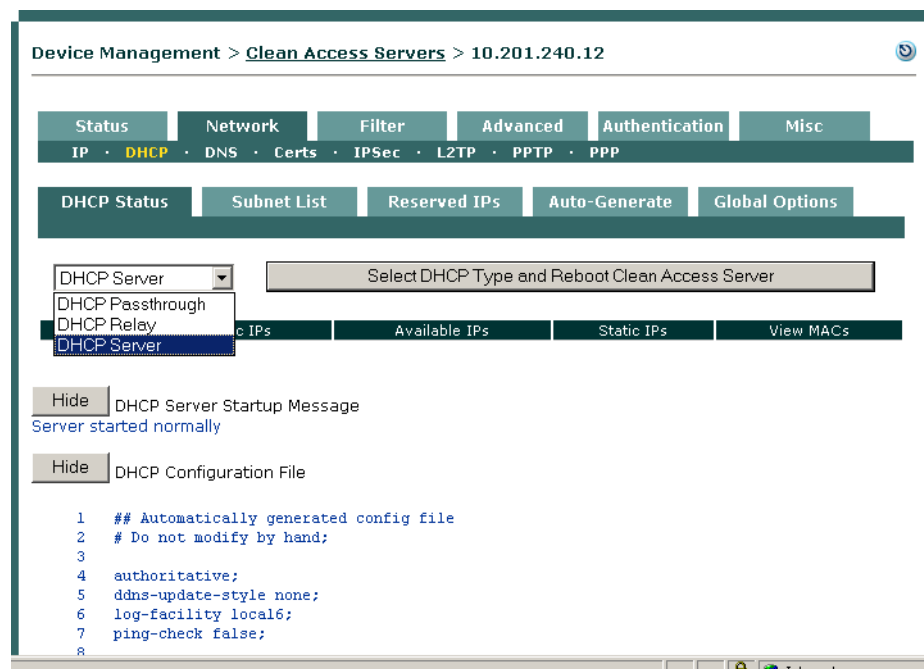 Device Management > Clean Access Servers > 10.201.240.12
Status Network Filter Advanced Authentication Misc
IP · DHCP · DNS · Certs · IPSec · L2TP · PPTP · PPP
DHCP Status Subnet List Reserved IPs Auto-Generate Global Options
DHCP Server Select DHCP Type and Reboot Clean Access Server
DHCP Passthrough
DHCP Relay
DHCP Server
IPs Available IPs Static IPs View MACs
Hide DHCP Server Startup Message
Server started normally
Hide DHCP Configuration File
1 ## Automatically generated config file
2 # Do not modify by hand;
3
4 authoritative;
5 ddns-update-style none;
6 log-facility local6;
7 ping-check false;
8